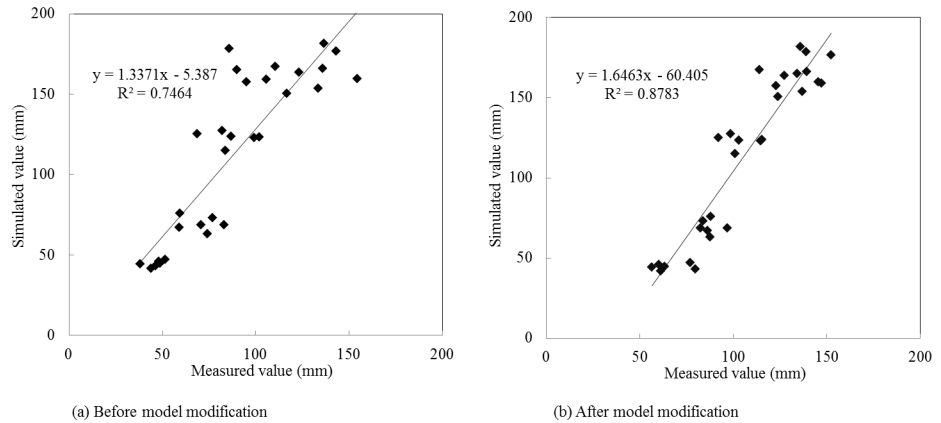 200
150
100
50
0
Simulated value (mm)
y = 1.3371x - 5.387
R² = 0.7464
0 50 100 150 200
Measured value (mm)
(a) Before model modification
200
150
100
50
0
Simulated value (mm)
y = 1.6463x - 60.405
R² = 0.8783
0 50 100 150 200
Measured value (mm)
(b) After model modification